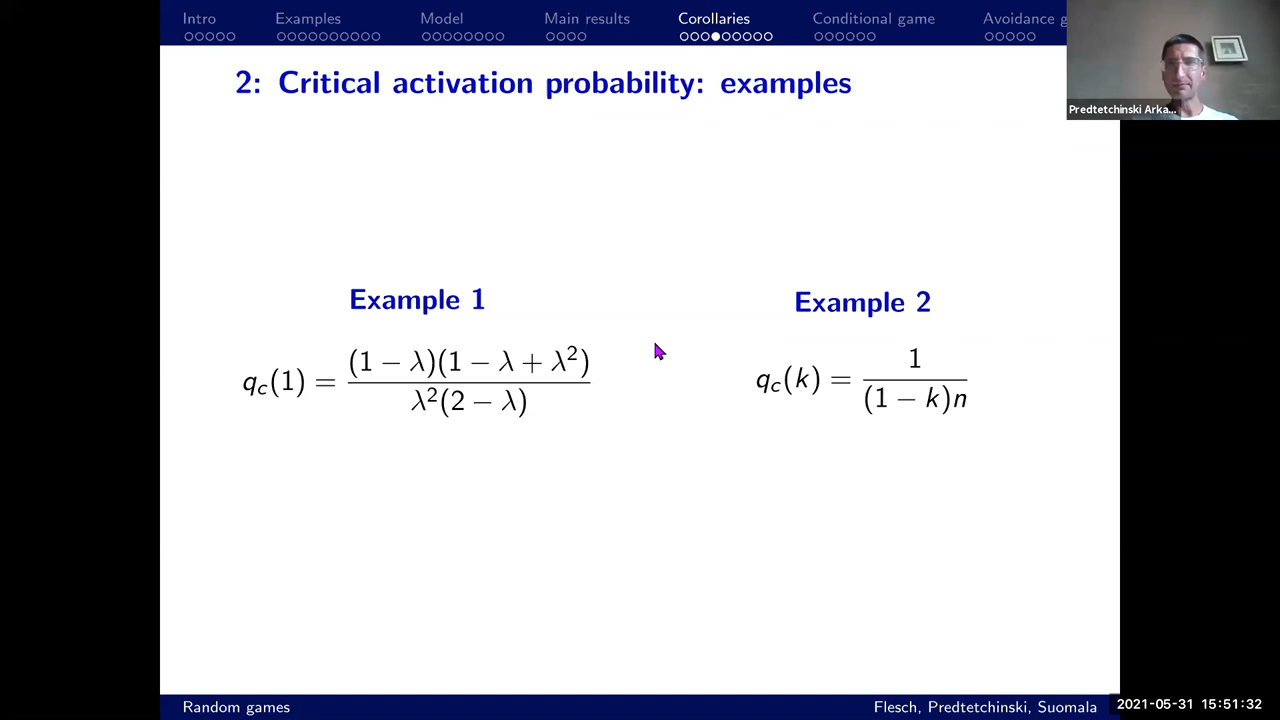 Intro Examples Model Main results Corollaries Conditional game Avoidance g
2: Critical activation probability: examples
Predtetchinski Arka...
Example 1
q_c(1) = (1 − λ)(1 − λ + λ²) / λ²(2 − λ)
Example 2
q_c(k) = 1 / (1 − k)n
Random games
Flesch, Predtetchinski, Suomala
2021-05-31 15:51:32